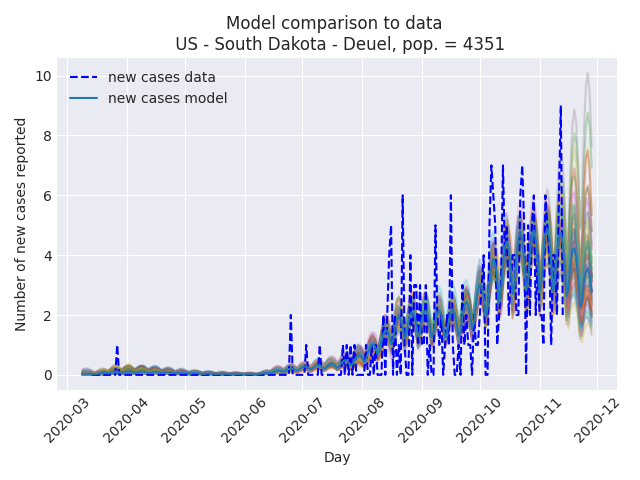 Model comparison to data
US - South Dakota - Deuel, pop. = 4351
new cases data
new cases model
Number of new cases reported
10
8
6
4
2
0
2020-03
2020-04
2020-05
2020-06
2020-07
2020-08
2020-09
2020-10
2020-11
2020-12
Day